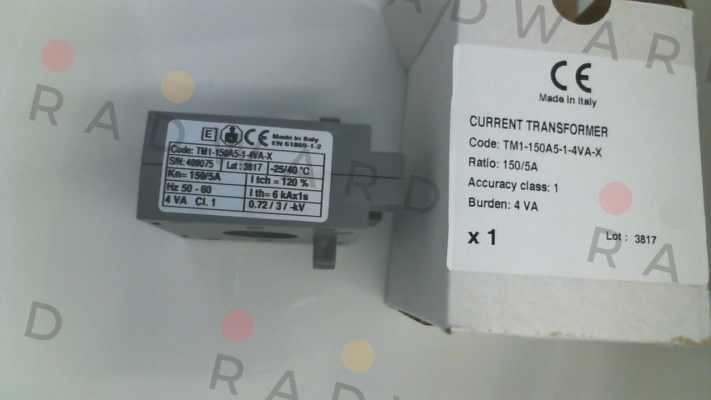 E CE Made in Italy
EN 61869-1-2
Code: TM1-150A5-1-4VA-X
S/N: 409075 Lot: 3817 -25/40 °C
Kn= 150/5A I tch = 120 %
Hz 50 - 60 I th= 6 kAx1s
4 VA Cl. 1 0.72 / 3 / -kV
CE
Made in Italy
CURRENT TRANSFORMER
Code: TM1-150A5-1-4VA-X
Ratio: 150/5A
Accuracy class: 1
Burden: 4 VA
x 1 Lot : 3817
RADWARD
RADWARD
RA
D
RADWAR